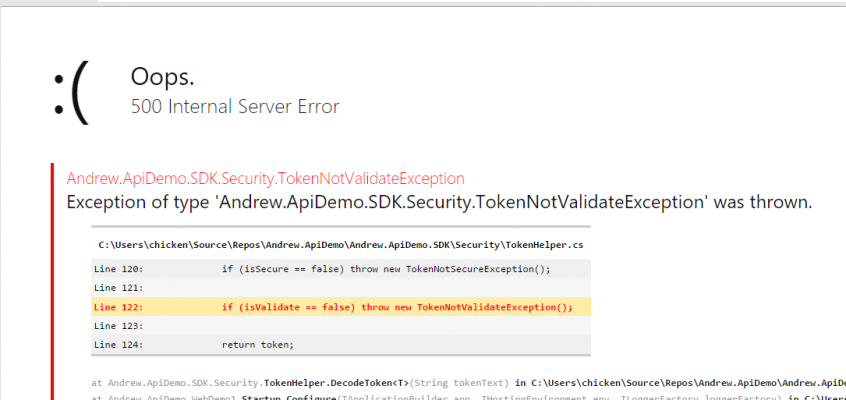 :(
Oops.
500 Internal Server Error
Andrew.ApiDemo.SDK.Security.TokenNotValidateException
Exception of type 'Andrew.ApiDemo.SDK.Security.TokenNotValidateException' was thrown.
C:\Users\chicken\Source\Repos\Andrew.ApiDemo\Andrew.ApiDemo.SDK\Security\TokenHelper.cs
Line 120: if (isSecure == false) throw new TokenNotSecureException();
Line 121:
Line 122: if (isValidate == false) throw new TokenNotValidateException();
Line 123:
Line 124: return token;
at Andrew.ApiDemo.SDK.Security.TokenHelper.DecodeToken<T>(String tokenText) in C:\Users\chicken\Source\Repos\Andrew.ApiDemo\Andrew.ApiDe
at Andrew.ApiDemo.WebDemo1.Startup.Configure(IApplicationBuilder app, IHostingEnvironment env, ILoggerFactory loggerFactory) in C:\Users